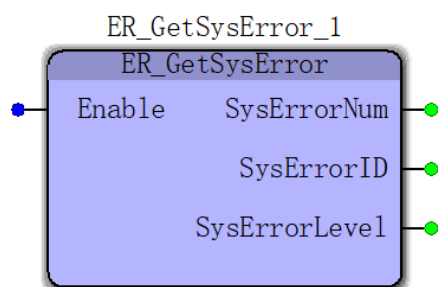 ER_GetSysError_1
ER_GetSysError
Enable SysErrorNum
SysErrorID
SysErrorLevel